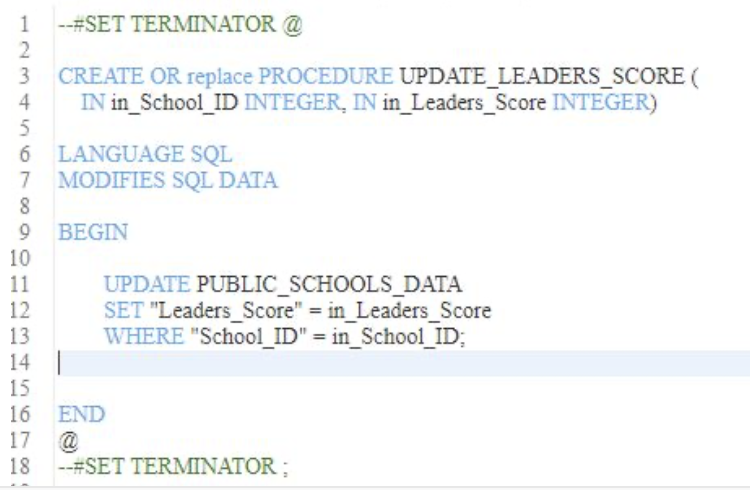 1 --#SET TERMINATOR @
2
3 CREATE OR replace PROCEDURE UPDATE_LEADERS_SCORE (
4 IN in_School_ID INTEGER, IN in_Leaders_Score INTEGER)
5
6 LANGUAGE SQL
7 MODIFIES SQL DATA
8
9 BEGIN
10
11 UPDATE PUBLIC_SCHOOLS_DATA
12 SET "Leaders_Score" = in_Leaders_Score
13 WHERE "School_ID" = in_School_ID;
14
15
16 END
17 @
18 --#SET TERMINATOR ;